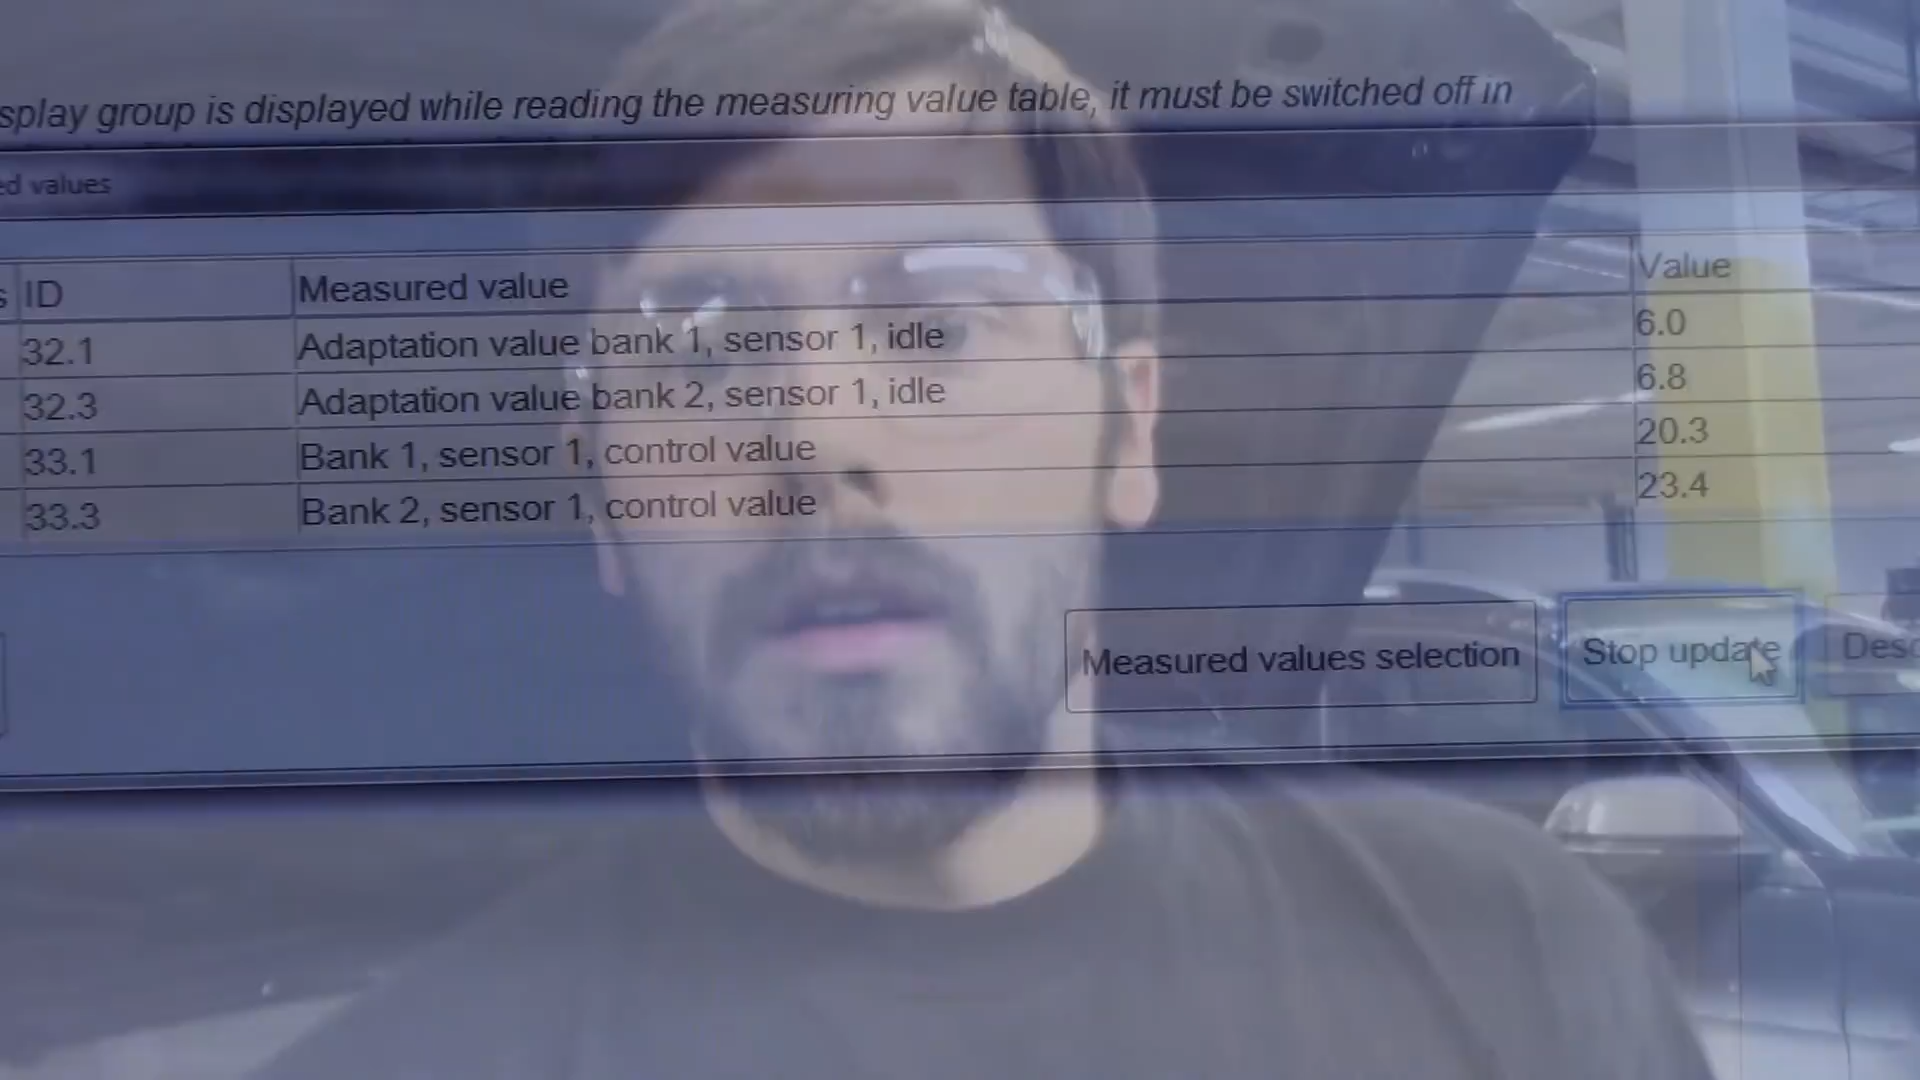 splay group is displayed while reading the measuring value table, it must be switched off in
ed values
s ID Measured value Value
32.1 Adaptation value bank 1, sensor 1, idle 6.0
32.3 Adaptation value bank 2, sensor 1, idle 6.8
33.1 Bank 1, sensor 1, control value 20.3
33.3 Bank 2, sensor 1, control value 23.4
Measured values selection Stop update Desc